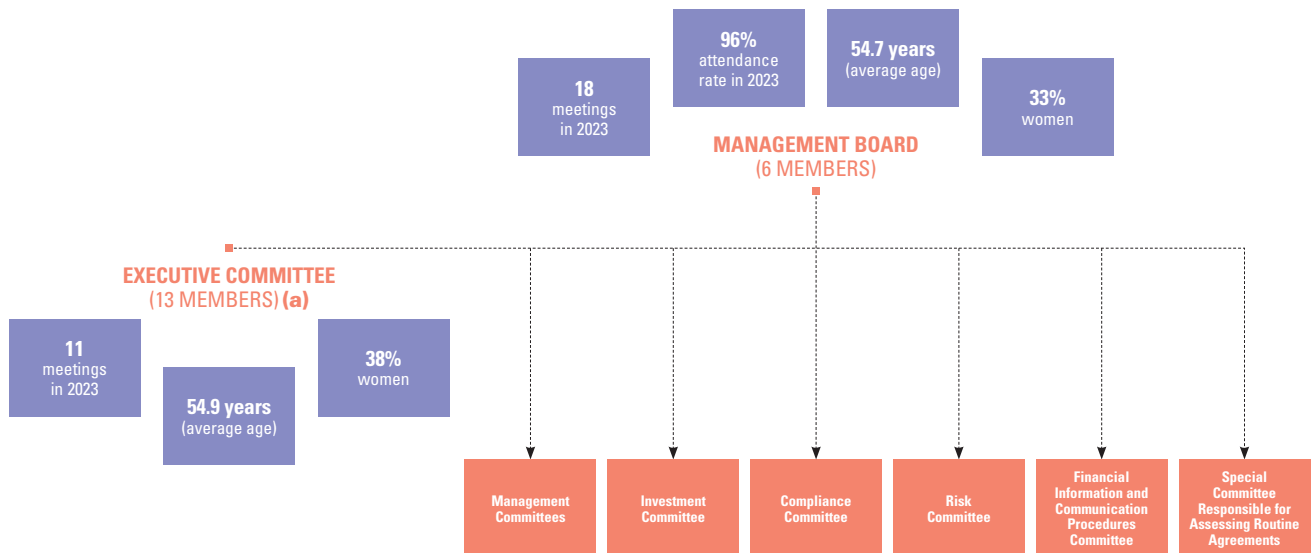 18
meetings
in 2023
96%
attendance
rate in 2023
54.7 years
(average age)
33%
women
MANAGEMENT BOARD
(6 MEMBERS)
EXECUTIVE COMMITTEE
(13 MEMBERS) (a)
11
meetings
in 2023
54.9 years
(average age)
38%
women
Management
Committees
Investment
Committee
Compliance
Committee
Risk
Committee
Financial
Information and
Communication
Procedures
Committee
Special
Committee
Responsible for
Assessing Routine
Agreements